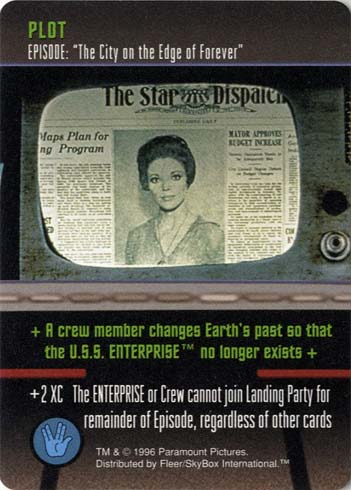 PLOT
EPISODE: "The City on the Edge of Forever"
The Star Dispatch
Maps Plan for
ng Program
MAYOR APPROVES
BUDGET INCREASE
+ A crew member changes Earth's past so that
the U.S.S. ENTERPRISE™ no longer exists +
+2 XC The ENTERPRISE or Crew cannot join Landing Party for
remainder of Episode, regardless of other cards
TM & © 1996 Paramount Pictures.
Distributed by Fleer/SkyBox International.™